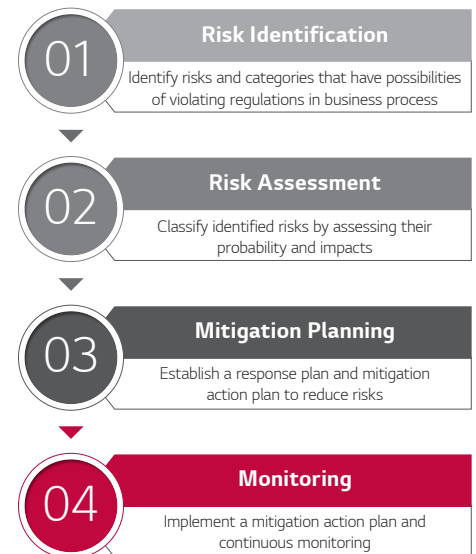 01
Risk Identification
Identify risks and categories that have possibilities
of violating regulations in business process
02
Risk Assessment
Classify identified risks by assessing their
probability and impacts
03
Mitigation Planning
Establish a response plan and mitigation
action plan to reduce risks
04
Monitoring
Implement a mitigation action plan and
continuous monitoring